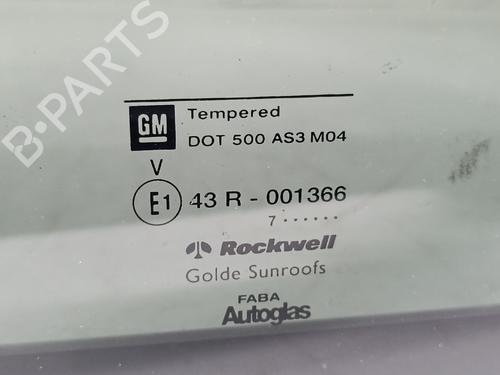 GM Tempered
DOT 500 AS3 M04
V
E1 43 R - 001366
7 ······
Rockwell
Golde Sunroofs
FABA
Autoglas
B-PARTS